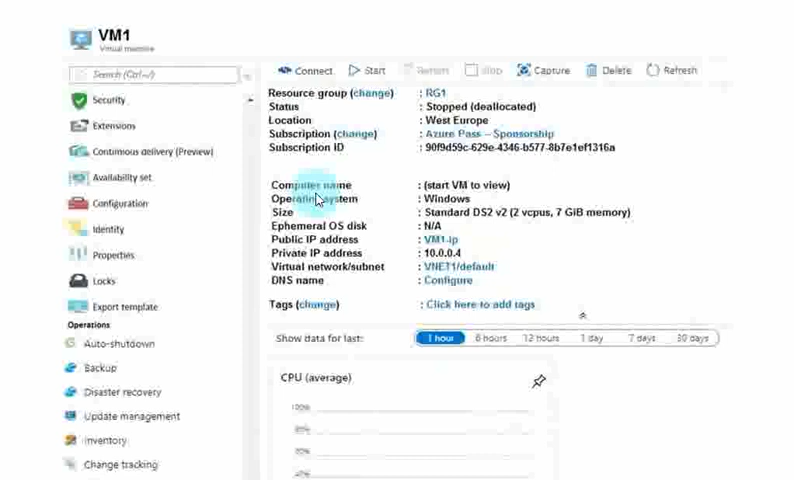 VM1
Virtual machine
Search (Ctrl+/)
Connect Start Restart Stop Capture Delete Refresh
Security
Extensions
Continuous delivery (Preview)
Availability set
Configuration
Identity
Properties
Locks
Export template
Operations
Auto-shutdown
Backup
Disaster recovery
Update management
Inventory
Change tracking
Resource group (change) : RG1
Status : Stopped (deallocated)
Location : West Europe
Subscription (change) : Azure Pass – Sponsorship
Subscription ID : 90f9d59c-629e-4346-b577-8b7e1ef1316a
Computer name : (start VM to view)
Operating system : Windows
Size : Standard DS2 v2 (2 vcpus, 7 GiB memory)
Ephemeral OS disk : N/A
Public IP address : VM1-ip
Private IP address : 10.0.0.4
Virtual network/subnet : VNET1/default
DNS name : Configure
Tags (change) : Click here to add tags
Show data for last: 1 hour 6 hours 12 hours 1 day 7 days 30 days
CPU (average)
100%